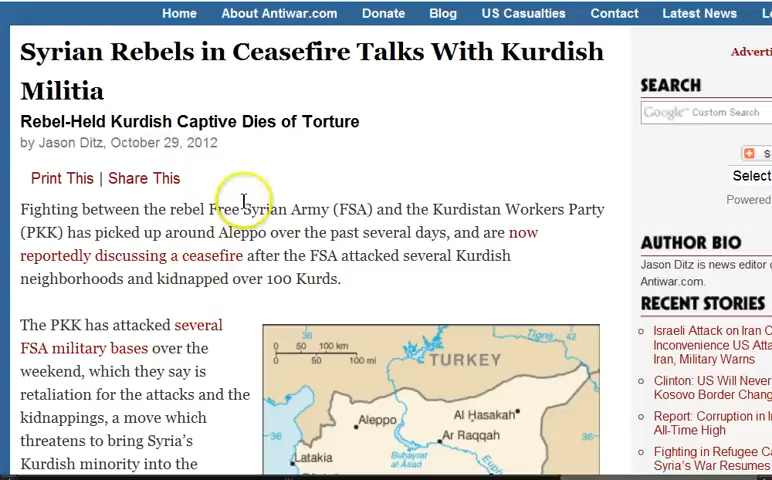 Home About Antiwar.com Donate Blog US Casualties Contact Latest News
Syrian Rebels in Ceasefire Talks With Kurdish
Militia
Rebel-Held Kurdish Captive Dies of Torture
by Jason Ditz, October 29, 2012
Print This | Share This
Fighting between the rebel Free Syrian Army (FSA) and the Kurdistan Workers Party
(PKK) has picked up around Aleppo over the past several days, and are now
reportedly discussing a ceasefire after the FSA attacked several Kurdish
neighborhoods and kidnapped over 100 Kurds.
The PKK has attacked several
FSA military bases over the
weekend, which they say is
retaliation for the attacks and the
kidnappings, a move which
threatens to bring Syria's
Kurdish minority into the
36 42
0 50 100 km
0 50 100 mi
TURKEY
Tigris
Aleppo
Al Hasakah
Ar Raqqah
36
36
Buhayrat
al Asad
Latakia
SEARCH
Google Custom Search
S
Select
Powered
AUTHOR BIO
Jason Ditz is news editor
Antiwar.com.
RECENT STORIES
Israeli Attack on Iran
Inconvenience US
Iran, Military Warns
Clinton: US Will Never
Kosovo Border
Report: Corruption in
All-Time High
Fighting in Refugee
Syria's War Resumes